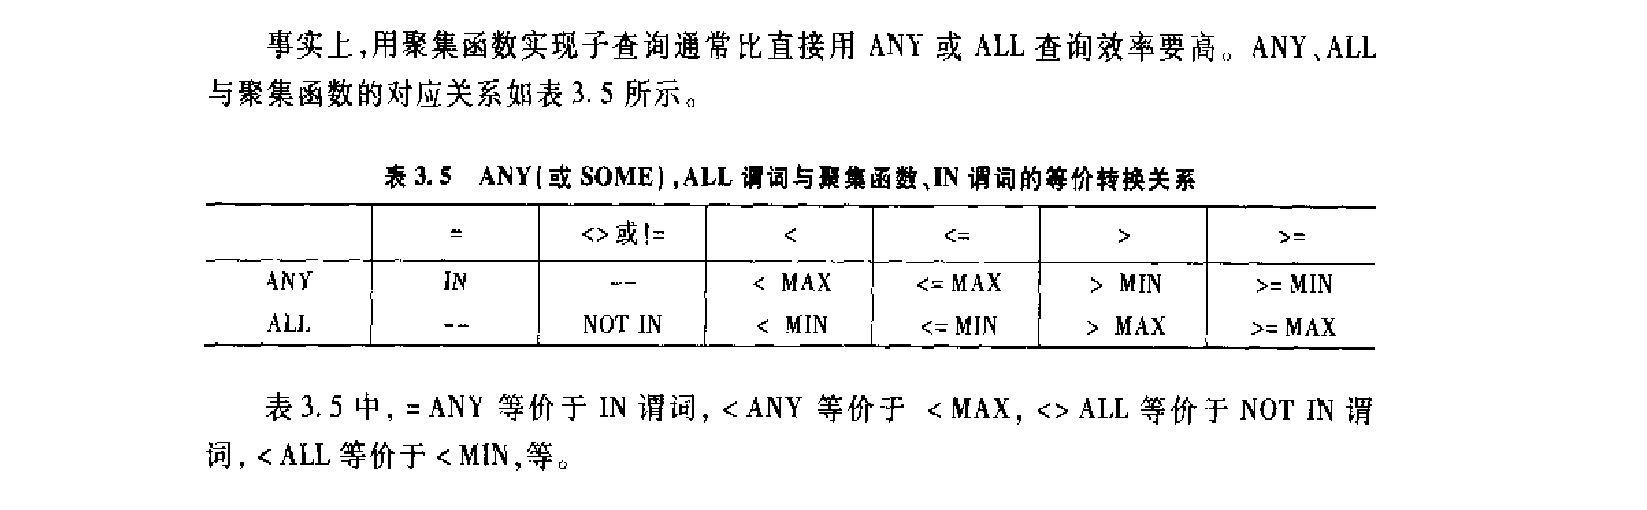 事实上,用聚集函数实现子查询通常比直接用 ANY 或 ALL 查询效率要高。ANY、ALL
与聚集函数的对应关系如表 3.5 所示。
表 3.5 ANY(或 SOME),ALL 谓词与聚集函数、IN 谓词的等价转换关系
= <>或!= < <= > >=
ANY IN -- < MAX <= MAX > MIN >= MIN
ALL -- NOT IN < MIN <= MIN > MAX >= MAX
表 3.5 中, = ANY 等价于 IN 谓词, < ANY 等价于 < MAX, <> ALL 等价于 NOT IN 谓
词, < ALL 等价于 < MIN,等。